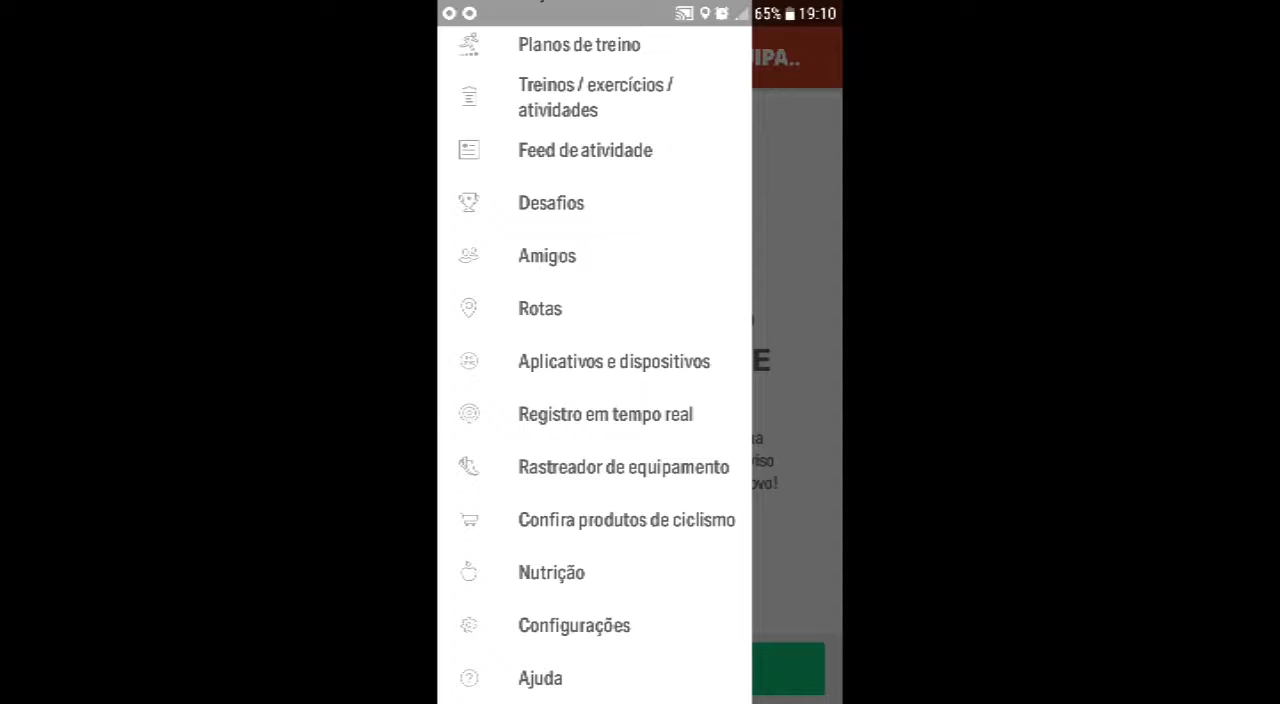 65% 19:10
Planos de treino
IPA..
Treinos / exercícios /
atividades
Feed de atividade
Desafios
Amigos
Rotas
Aplicativos e dispositivos
E
Registro em tempo real
Rastreador de equipamento
ovo!
Confira produtos de ciclismo
Nutrição
Configurações
Ajuda